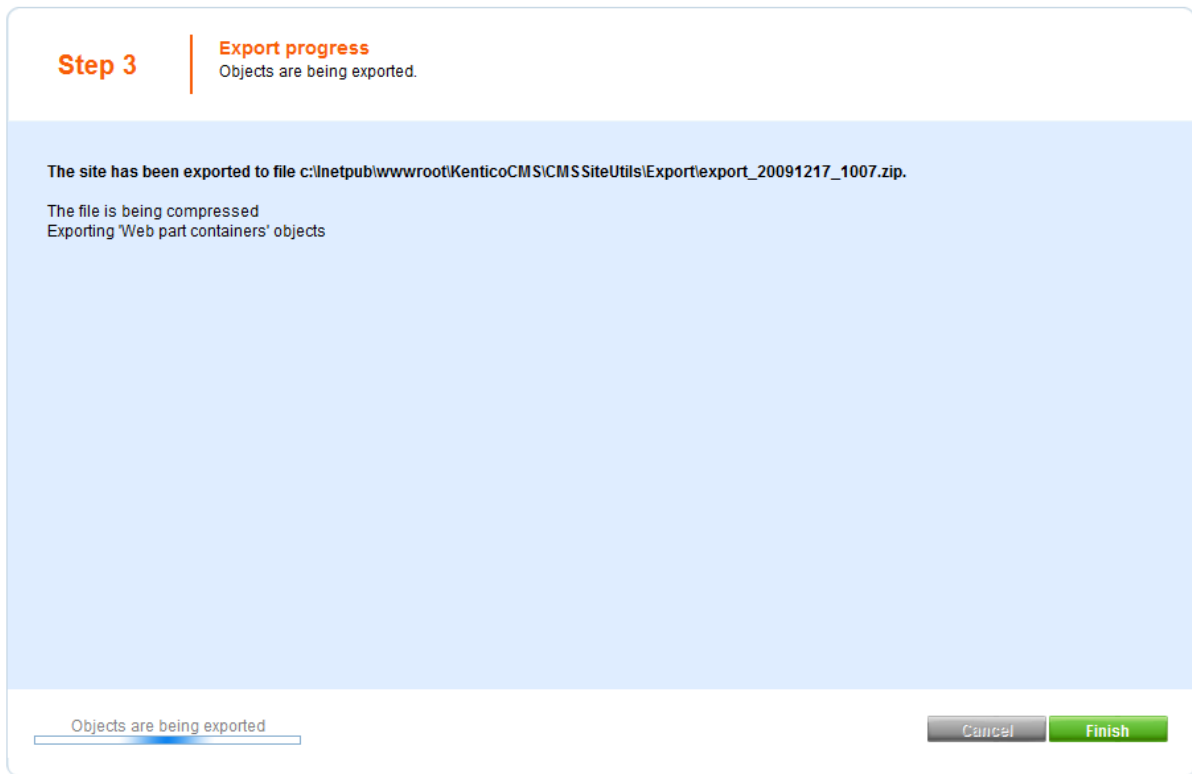 Step 3
Export progress
Objects are being exported.
The site has been exported to file c:\Inetpub\wwwroot\KenticoCMS\CMSSiteUtils\Export\export_20091217_1007.zip.
The file is being compressed
Exporting 'Web part containers' objects
Objects are being exported
Cancel
Finish